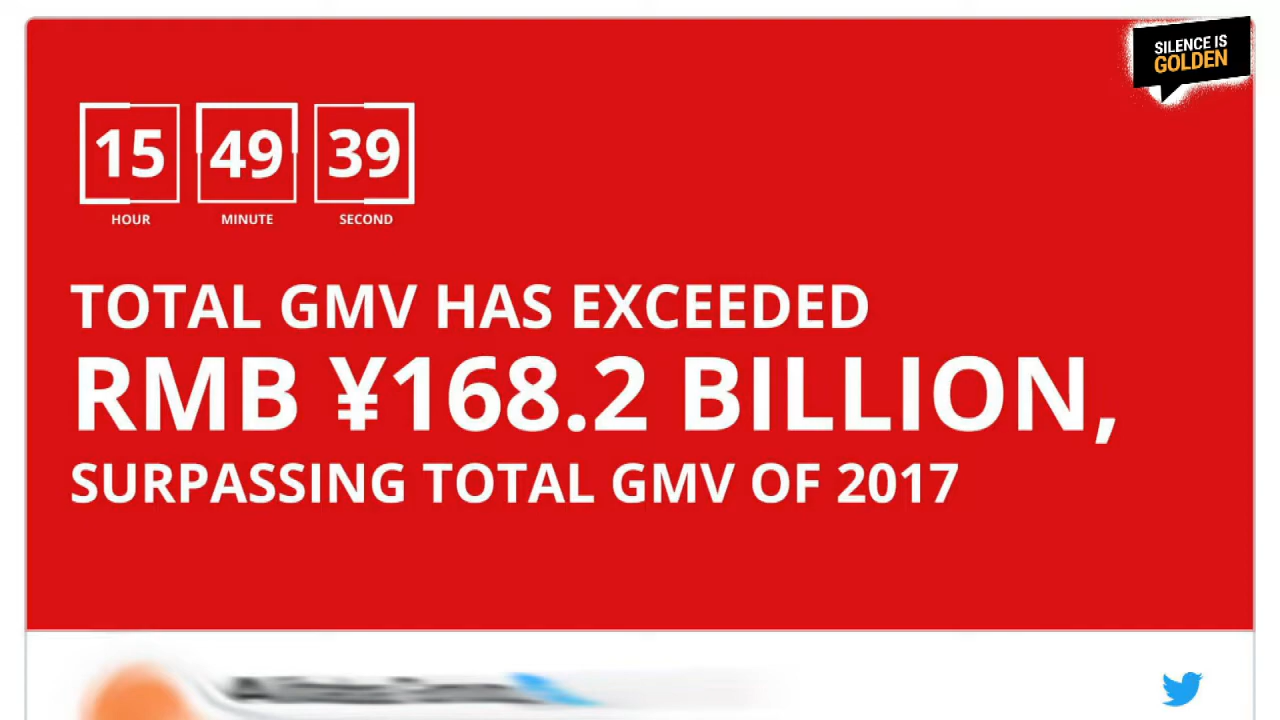 SILENCE IS
GOLDEN
15 49 39
HOUR MINUTE SECOND
TOTAL GMV HAS EXCEEDED
RMB ¥168.2 BILLION,
SURPASSING TOTAL GMV OF 2017